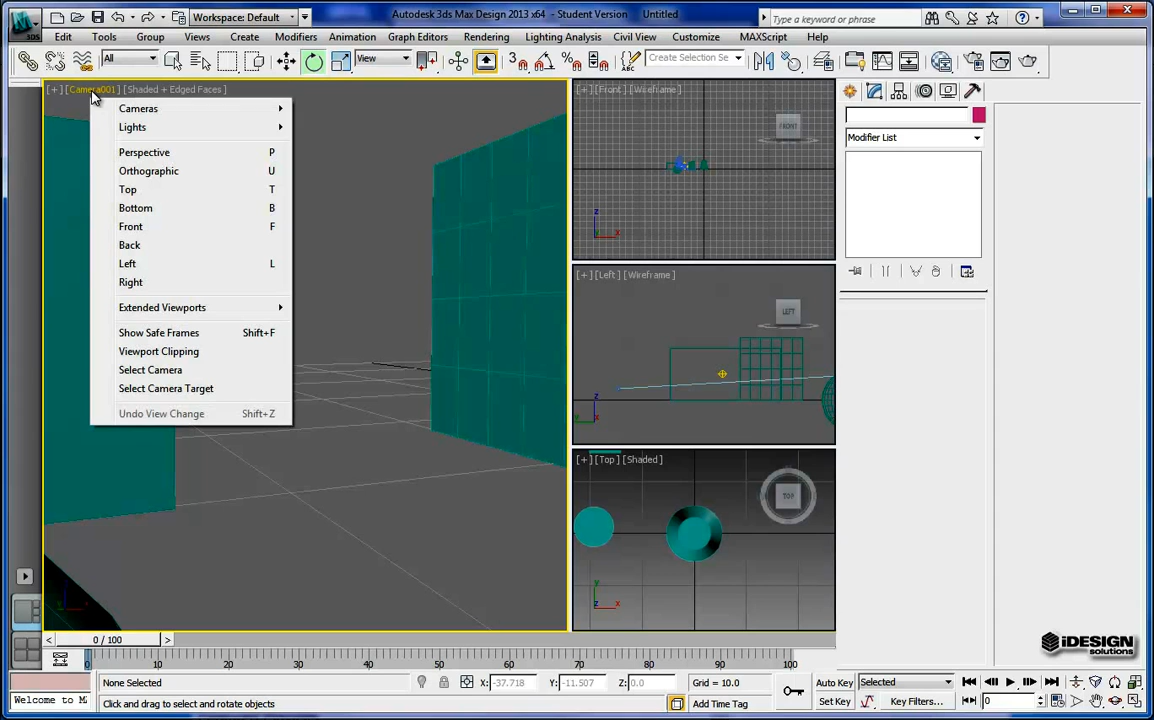 Workspace: Default
Autodesk 3ds Max Design 2013 x64 - Student Version Untitled
Type a keyword or phrase
3DS
Edit Tools Group Views Create Modifiers Animation Graph Editors Rendering Lighting Analysis Civil View Customize MAXScript Help
All
View
3
Create Selection Se
[+] [Camera001] [Shaded + Edged Faces ]
[+] [Front] [Wireframe ]
FRONT
Modifier List
Cameras
Lights
Perspective P
Orthographic U
Top T
Bottom B
Front F
Back
Left L
Right
Extended Viewports
Show Safe Frames Shift+F
Viewport Clipping
Select Camera
Select Camera Target
Undo View Change Shift+Z
z
x
[+] [Left] [Wireframe ]
LEFT
z
y
[+] [Top] [Shaded ]
TOP
y
z x
iDESIGN
solutions
< 0 / 100 >
0 10 20 30 40 50 60 70 80 90 100
None Selected
X: -37.718 Y: -11.507 Z: 0.0
Grid = 10.0
Auto Key Selected
Set Key Key Filters...
0
Welcome to M
Click and drag to select and rotate objects
Add Time Tag